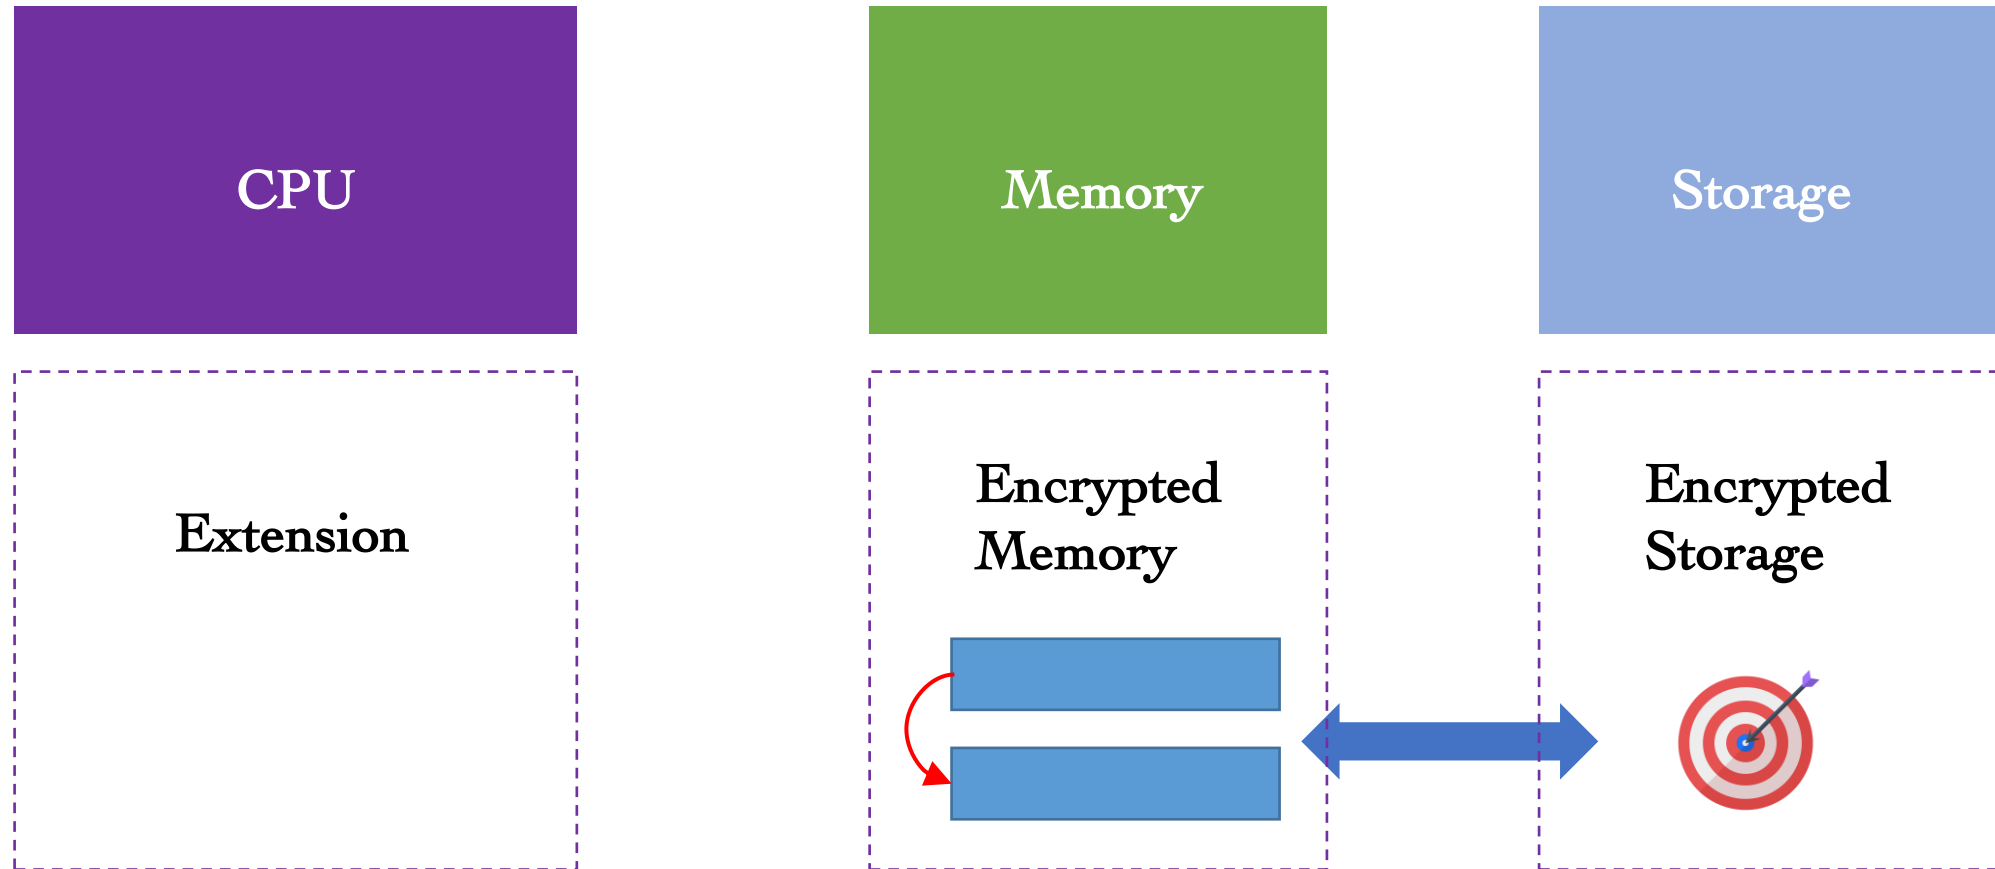 CPU
Memory
Storage
Extension
Encrypted
Memory
Encrypted
Storage